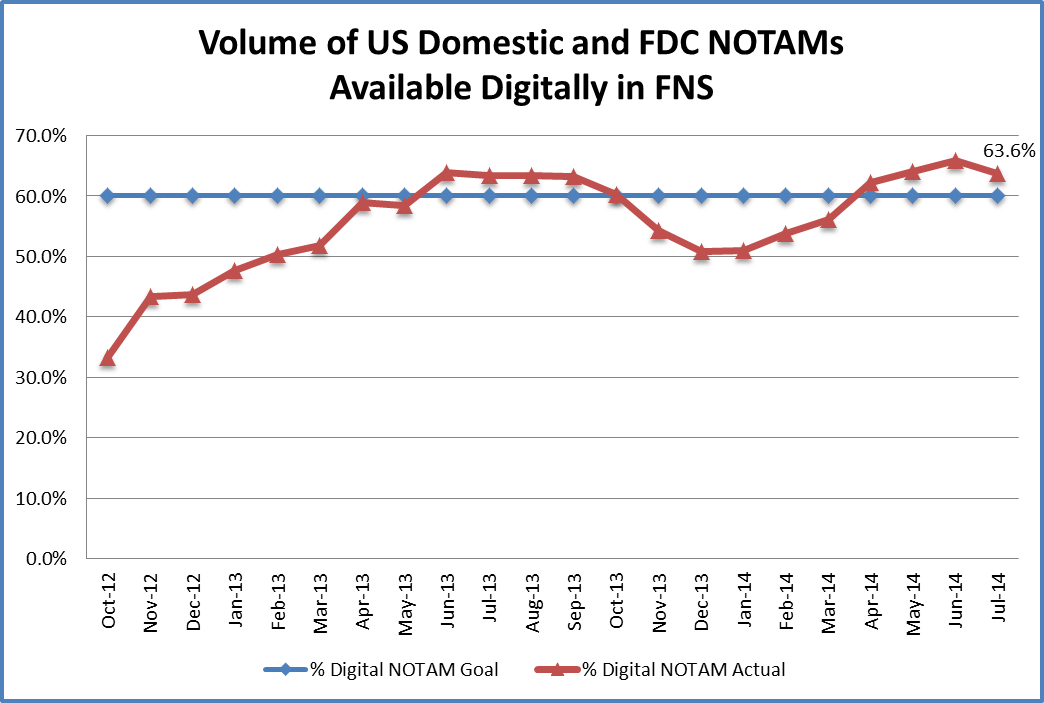 Volume of US Domestic and FDC NOTAMs
Available Digitally in FNS
70.0%
60.0%
50.0%
40.0%
30.0%
20.0%
10.0%
0.0%
63.6%
Oct-12
Nov-12
Dec-12
Jan-13
Feb-13
Mar-13
Apr-13
May-13
Jun-13
Jul-13
Aug-13
Sep-13
Oct-13
Nov-13
Dec-13
Jan-14
Feb-14
Mar-14
Apr-14
May-14
Jun-14
Jul-14
% Digital NOTAM Goal
% Digital NOTAM Actual